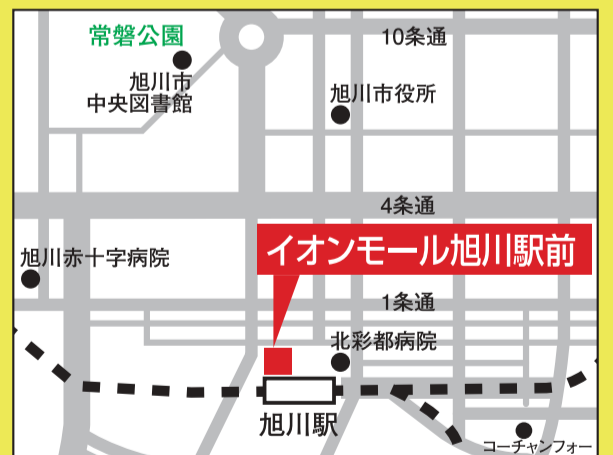 常磐公園
10条通
旭川市
中央図書館
旭川市役所
4条通
イオンモール旭川駅前
旭川赤十字病院
1条通
北彩都病院
旭川駅
コーチャンフォー